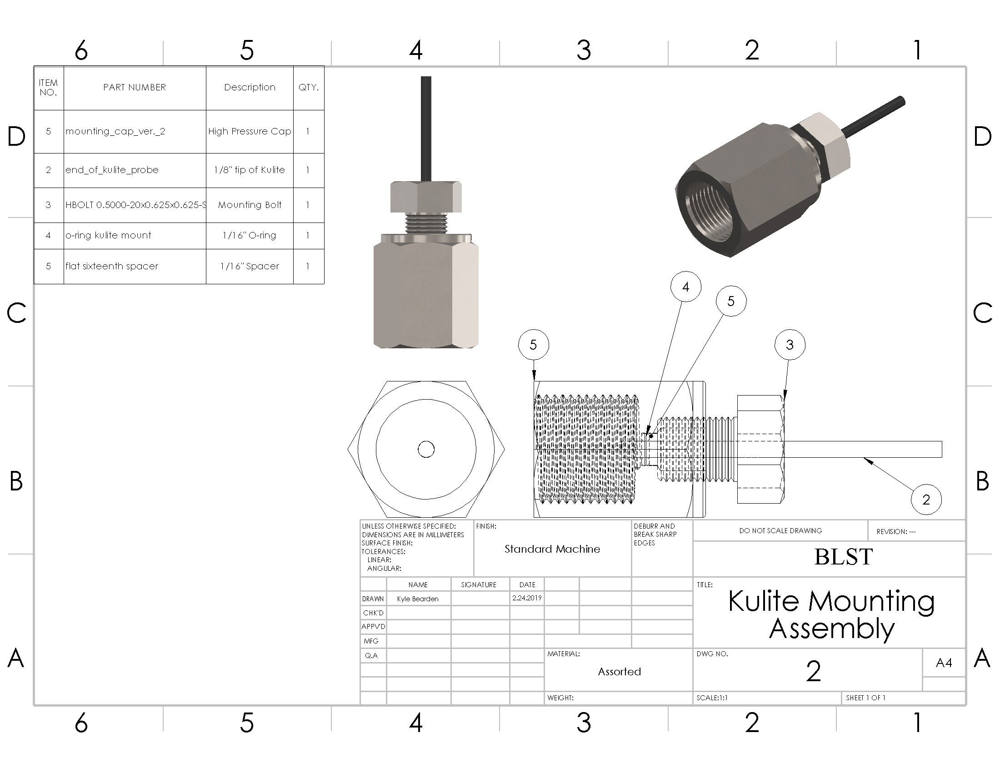 6 5 4 3 2 1
ITEM NO. PART NUMBER Description QTY.
5 mounting_cap_ver._2 High Pressure Cap 1
2 end_of_kulite_probe 1/8" tip of Kulite 1
3 HBOLT 0.5000-20x0.625x0.625-S Mounting Bolt 1
4 o-ring kulite mount 1/16" O-ring 1
5 flat sixteenth spacer 1/16" Spacer 1
D D
C C
B B
A A
4
5
5
3
2
UNLESS OTHERWISE SPECIFIED:
DIMENSIONS ARE IN MILLIMETERS
SURFACE FINISH:
TOLERANCES:
LINEAR:
ANGULAR:
FINISH:
Standard Machine
DEBURR AND
BREAK SHARP
EDGES
DO NOT SCALE DRAWING
REVISION: ---
BLST
NAME SIGNATURE DATE
DRAWN Kyle Bearden 2.24.2019
CHK'D
APPV'D
MFG
Q.A
TITLE:
Kulite Mounting
Assembly
MATERIAL:
Assorted
DWG NO.
2
A4
WEIGHT:
SCALE:1:1
SHEET 1 OF 1
6 5 4 3 2 1